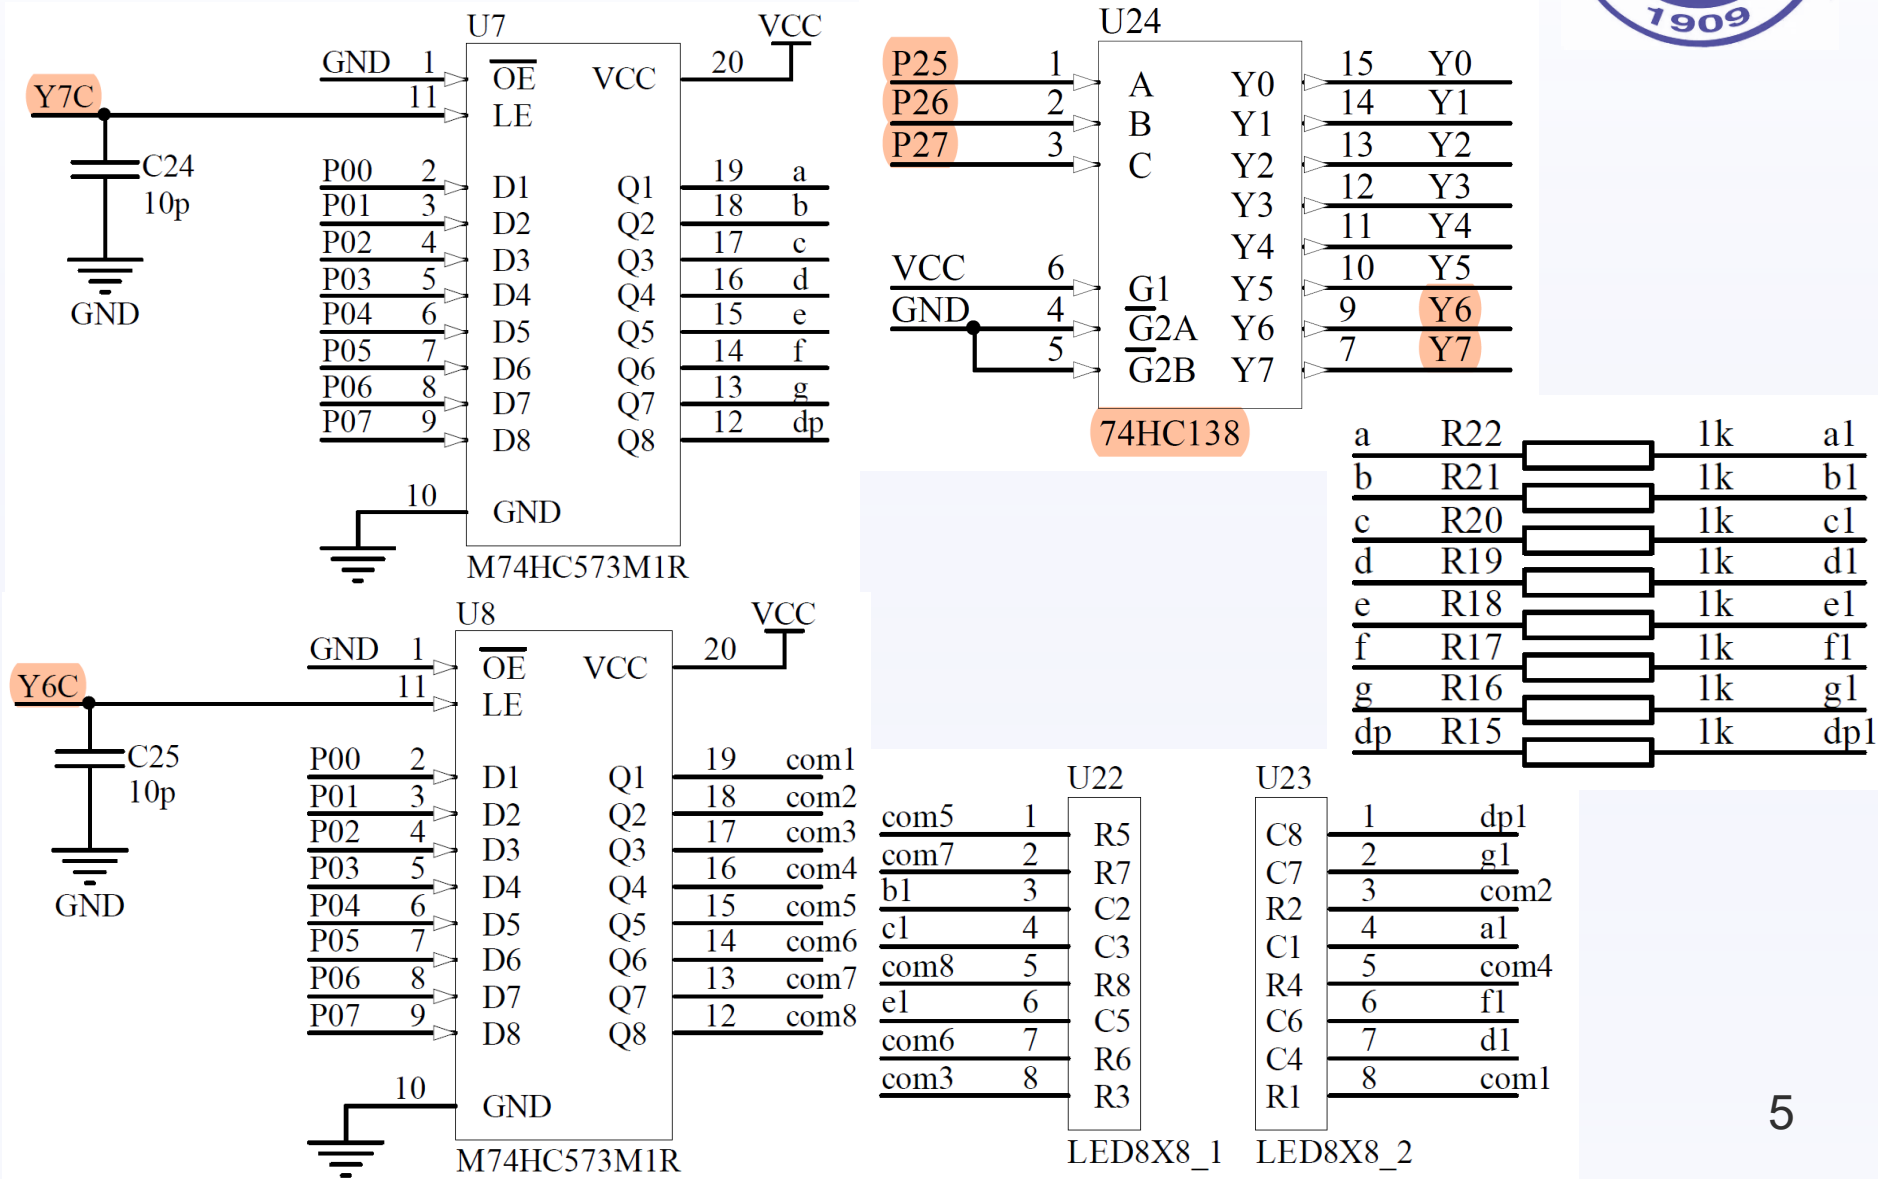 1909
U7
VCC
GND 1 OE VCC 20
Y7C 11 LE
C24
10p
GND
P00 2 D1 Q1 19 a
P01 3 D2 Q2 18 b
P02 4 D3 Q3 17 c
P03 5 D4 Q4 16 d
P04 6 D5 Q5 15 e
P05 7 D6 Q6 14 f
P06 8 D7 Q7 13 g
P07 9 D8 Q8 12 dp
10 GND
M74HC573M1R
U24
P25 1 A Y0 15 Y0
P26 2 B Y1 14 Y1
P27 3 C Y2 13 Y2
Y3 12 Y3
Y4 11 Y4
VCC 6 G1 Y5 10 Y5
GND 4 G2A Y6 9 Y6
5 G2B Y7 7 Y7
74HC138
a R22 1k a1
b R21 1k b1
c R20 1k c1
d R19 1k d1
e R18 1k e1
f R17 1k f1
g R16 1k g1
dp R15 1k dp1
U8
VCC
GND 1 OE VCC 20
Y6C 11 LE
C25
10p
GND
P00 2 D1 Q1 19 com1
P01 3 D2 Q2 18 com2
P02 4 D3 Q3 17 com3
P03 5 D4 Q4 16 com4
P04 6 D5 Q5 15 com5
P05 7 D6 Q6 14 com6
P06 8 D7 Q7 13 com7
P07 9 D8 Q8 12 com8
10 GND
M74HC573M1R
U22
com5 1 R5
com7 2 R7
b1 3 C2
c1 4 C3
com8 5 R8
e1 6 C5
com6 7 R6
com3 8 R3
LED8X8_1
U23
C8 1 dp1
C7 2 g1
R2 3 com2
C1 4 a1
R4 5 com4
C6 6 f1
C4 7 d1
R1 8 com1
LED8X8_2
5